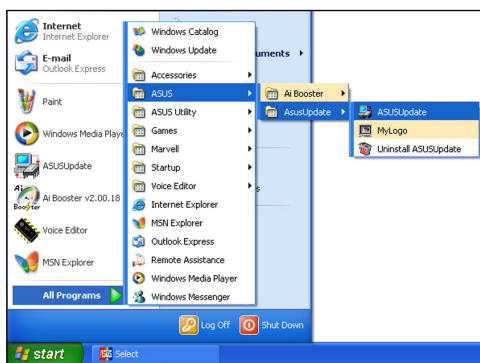 Internet
Internet Explorer
E-mail
Outlook Express
Paint
Windows Media Playe
ASUSUpdate
Ai Booster v2.00.18
Voice Editor
MSN Explorer
All Programs
Windows Catalog
Windows Update
Accessories
ASUS
ASUS Utility
Games
Marvell
Startup
Voice Editor
Internet Explorer
MSN Explorer
Outlook Express
Remote Assistance
Windows Media Player
Windows Messenger
uments
s
Ai Booster
AsusUpdate
ASUSUpdate
MyLogo
Uninstall ASUSUpdate
Log Off
Shut Down
start
Select